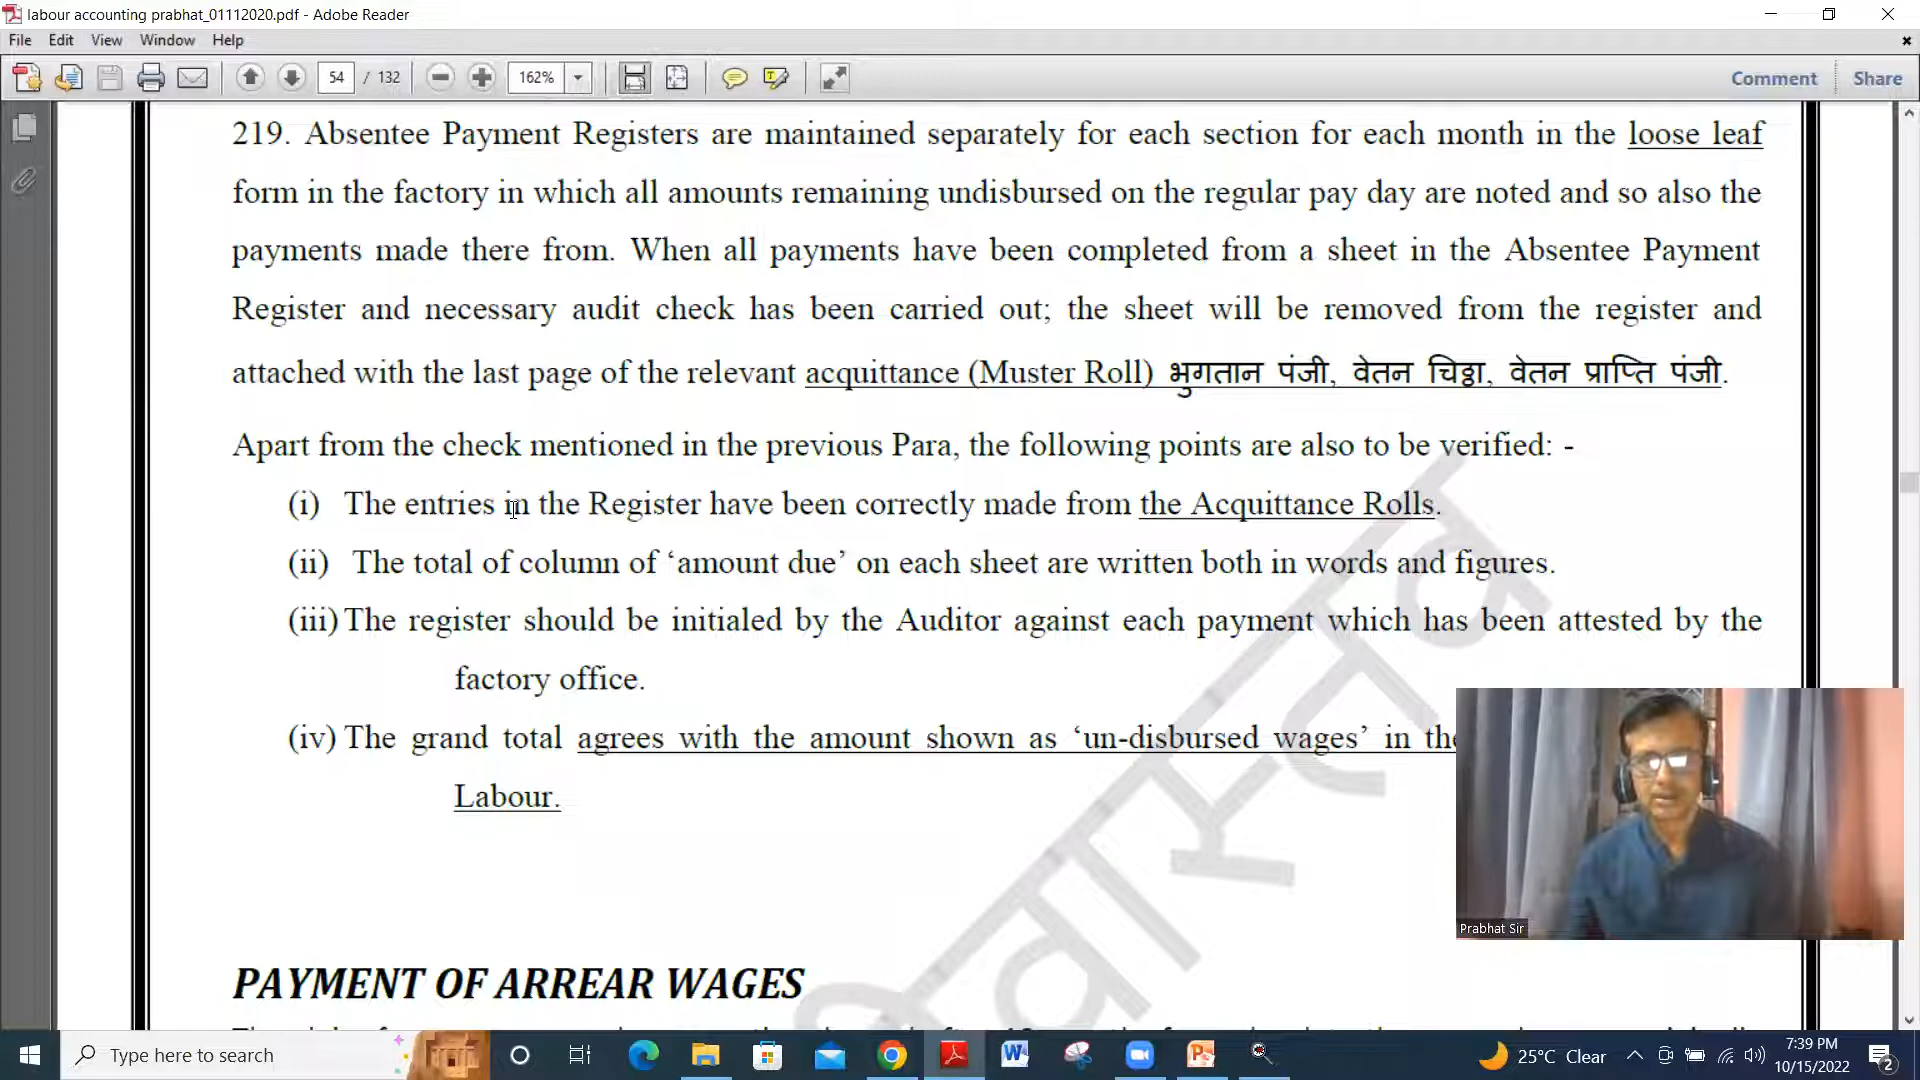 labour accounting prabhat_01112020.pdf - Adobe Reader
File Edit View Window Help
54 / 132 162% Comment Share
219. Absentee Payment Registers are maintained separately for each section for each month in the loose leaf
form in the factory in which all amounts remaining undisbursed on the regular pay day are noted and so also the
payments made there from. When all payments have been completed from a sheet in the Absentee Payment
Register and necessary audit check has been carried out; the sheet will be removed from the register and
attached with the last page of the relevant acquittance (Muster Roll) भुगतान पंजी, वेतन चिठ्ठा, वेतन प्राप्ति पंजी.
Apart from the check mentioned in the previous Para, the following points are also to be verified: -
(i) The entries in the Register have been correctly made from the Acquittance Rolls.
(ii) The total of column of ‘amount due’ on each sheet are written both in words and figures.
(iii) The register should be initialed by the Auditor against each payment which has been attested by the
factory office.
(iv) The grand total agrees with the amount shown as ‘un-disbursed wages’ in the
Labour.
Prabhat Sir
PAYMENT OF ARREAR WAGES
Type here to search
25°C Clear
7:39 PM
10/15/2022
2